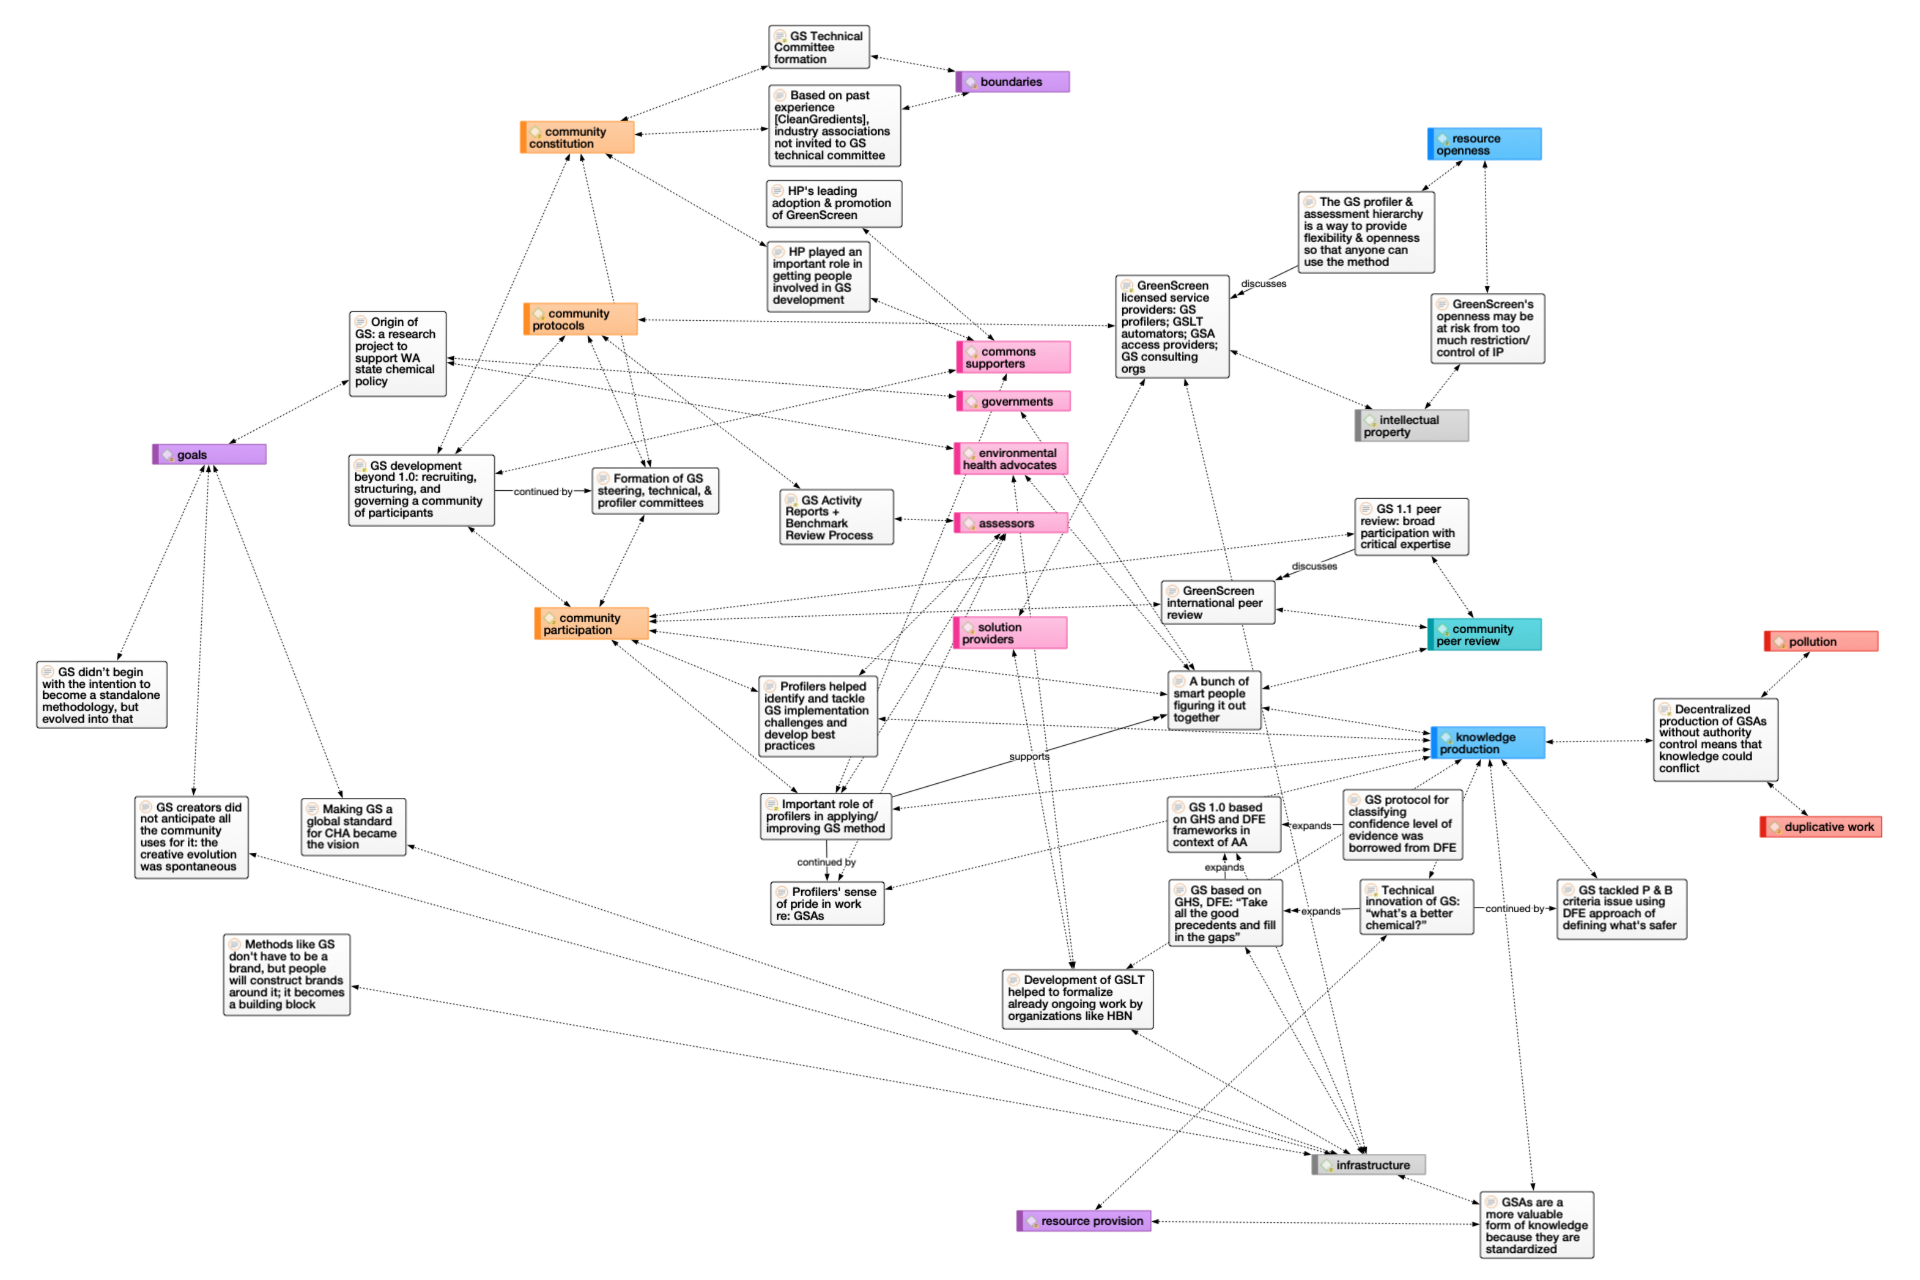 GS Technical
Committee
formation
boundaries
Based on past
experience
[CleanGredients],
industry associations
not invited to GS
technical committee
community
constitution
resource
openness
HP's leading
adoption & promotion
of GreenScreen
The GS profiler &
assessment hierarchy
is a way to provide
flexibility & openness
so that anyone can
use the method
HP played an
important role in
getting people
involved in GS
development
discusses
GreenScreen
licensed service
providers: GS
profilers; GSLT
automators; GSA
access providers;
GS consulting
orgs
GreenScreen's
openness may be
at risk from too
much restriction/
control of IP
community
protocols
Origin of
GS: a research
project to
support WA
state chemical
policy
commons
supporters
governments
intellectual
property
goals
environmental
health advocates
GS development
beyond 1.0: recruiting,
structuring, and
governing a community
of participants
continued by
Formation of GS
steering, technical, &
profiler committees
GS Activity
Reports +
Benchmark
Review Process
assessors
GS 1.1 peer
review: broad
participation with
critical expertise
discusses
GreenScreen
international peer
review
community
participation
solution
providers
community
peer review
pollution
GS didn't begin
with the intention to
become a standalone
methodology, but
evolved into that
Profilers helped
identify and tackle
GS implementation
challenges and
develop best
practices
A bunch of
smart people
figuring it out
together
Decentralized
production of GSAs
without authority
control means that
knowledge could
conflict
knowledge
production
supports
GS creators did
not anticipate all
the community
uses for it: the
creative evolution
was spontaneous
Making GS a
global standard
for CHA became
the vision
Important role of
profilers in applying/
improving GS method
GS 1.0 based
on GHS and DFE
frameworks in
context of AA
expands
GS protocol for
classifying
confidence level of
evidence was
borrowed from DFE
duplicative work
continued by
expands
Profilers' sense
of pride in work
re: GSAs
GS based on
GHS, DFE: “Take
all the good
precedents and fill
in the gaps”
expands
Technical
innovation of GS:
“what's a better
chemical?”
continued by
GS tackled P & B
criteria issue using
DFE approach of
defining what's safer
Methods like GS
don't have to be a
brand, but people
will construct brands
around it; it becomes
a building block
Development of GSLT
helped to formalize
already ongoing work by
organizations like HBN
infrastructure
resource provision
GSAs are a
more valuable
form of knowledge
because they are
standardized